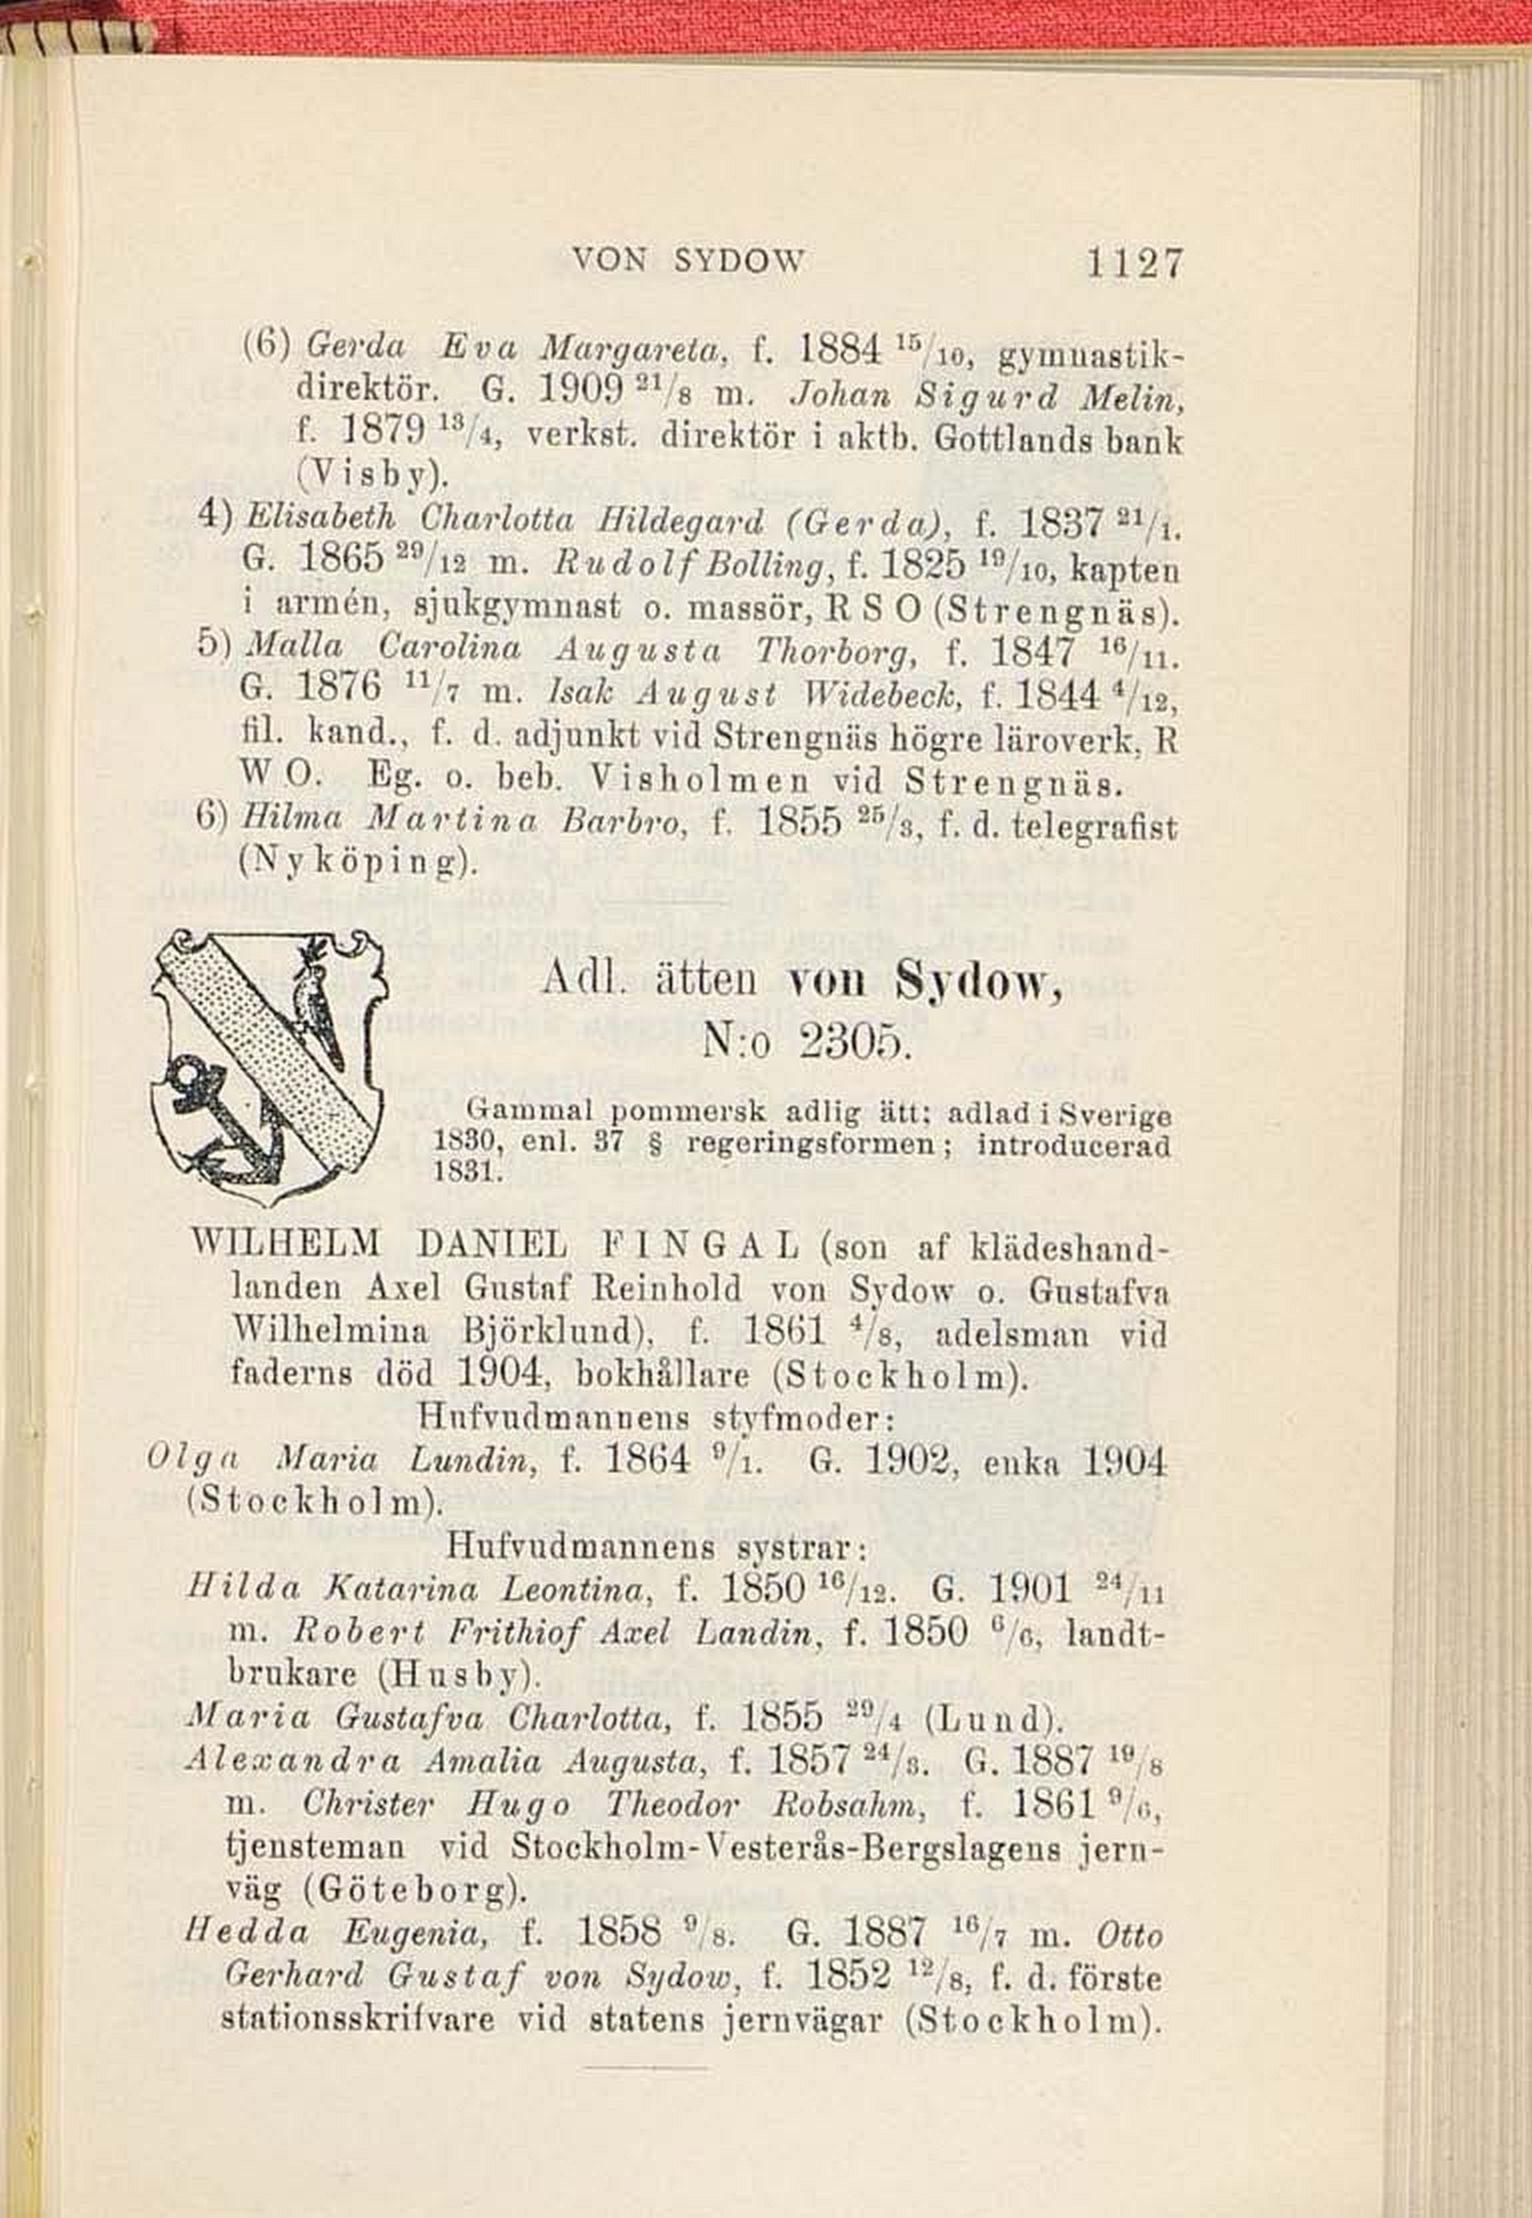 VON SYDOW 1127
(6) Gerda Eva Margareta, f. 1884 15/10, gymnastik-
direktör. G. 1909 21/8 m. Johan Sigurd Melin,
f. 1879 13/4, verkst. direktör i aktb. Gottlands bank
(Visby).
4) Elisabeth Charlotta Hildegard (Gerda), f. 1837 21/1.
G. 1865 29/12 m. Rudolf Bolling, f. 1825 19/10, kapten
i armén, sjukgymnast o. massör, R S O (Strengnäs).
5) Malla Carolina Augusta Thorborg, f. 1847 16/11.
G. 1876 11/7 m. Isak August Widebeck, f. 1844 4/12,
fil. kand., f. d. adjunkt vid Strengnäs högre läroverk, R
W O. Eg. o. beb. Visholmen vid Strengnäs.
6) Hilma Martina Barbro, f. 1855 25/3, f. d. telegrafist
(Nyköping).
Adl. ätten von Sydow,
N:o 2305.
Gammal pommersk adlig ätt; adlad i Sverige
1830, enl. 37 § regeringsformen; introducerad
1831.
WILHELM DANIEL FINGAL (son af klädeshand-
landen Axel Gustaf Reinhold von Sydow o. Gustafva
Wilhelmina Björklund), f. 1861 4/8, adelsman vid
faderns död 1904, bokhållare (Stockholm).
Hufvudmannens styfmoder:
Olga Maria Lundin, f. 1864 9/1. G. 1902, enka 1904
(Stockholm).
Hufvudmannens systrar:
Hilda Katarina Leontina, f. 1850 16/12. G. 1901 24/11
m. Robert Frithiof Axel Landin, f. 1850 6/6, landt-
brukare (Husby).
Maria Gustafva Charlotta, f. 1855 29/4 (Lund).
Alexandra Amalia Augusta, f. 1857 24/3. G. 1887 19/8
m. Christer Hugo Theodor Robsahm, f. 1861 9/6,
tjensteman vid Stockholm-Vesterås-Bergslagens jern-
väg (Göteborg).
Hedda Eugenia, f. 1858 9/8. G. 1887 16/7 m. Otto
Gerhard Gustaf von Sydow, f. 1852 12/8, f. d. förste
stationsskrifvare vid statens jernvägar (Stockholm).